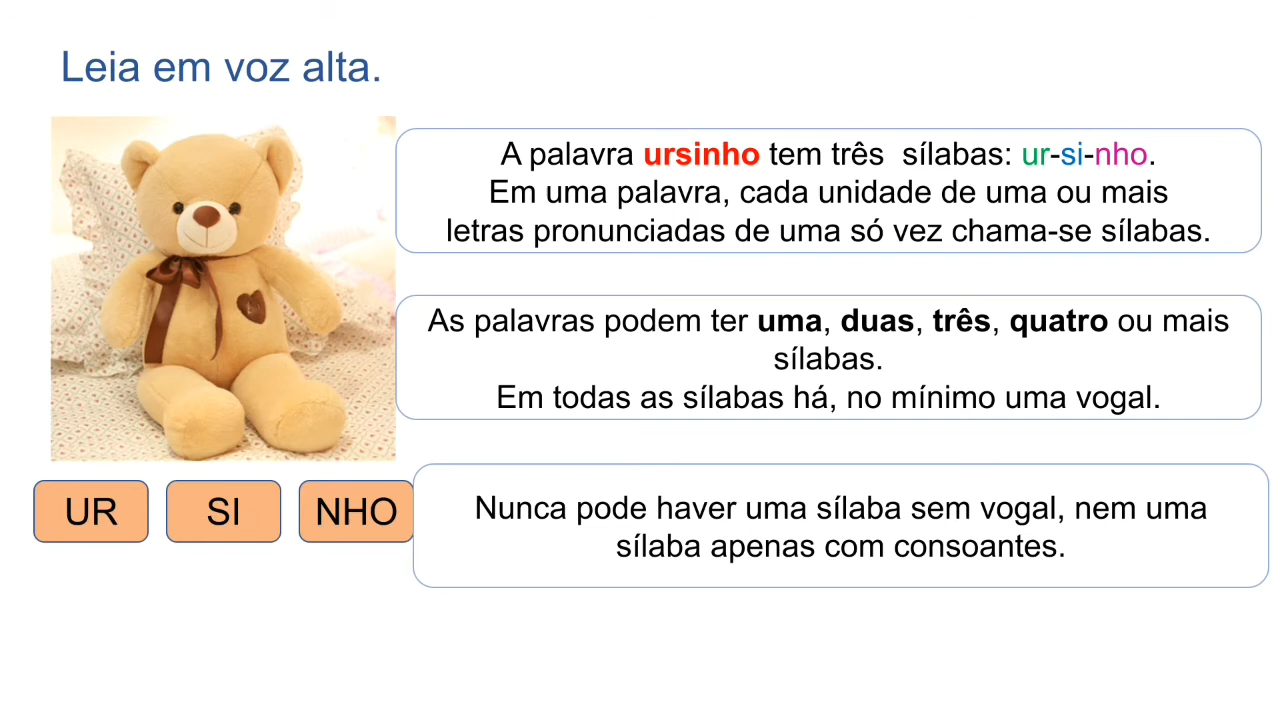 Leia em voz alta.
A palavra ursinho tem três  sílabas: ur-si-nho.
Em uma palavra, cada unidade de uma ou mais
letras pronunciadas de uma só vez chama-se sílabas.
As palavras podem ter uma, duas, três, quatro ou mais
sílabas.
Em todas as sílabas há, no mínimo uma vogal.
UR SI NHO
Nunca pode haver uma sílaba sem vogal, nem uma
sílaba apenas com consoantes.